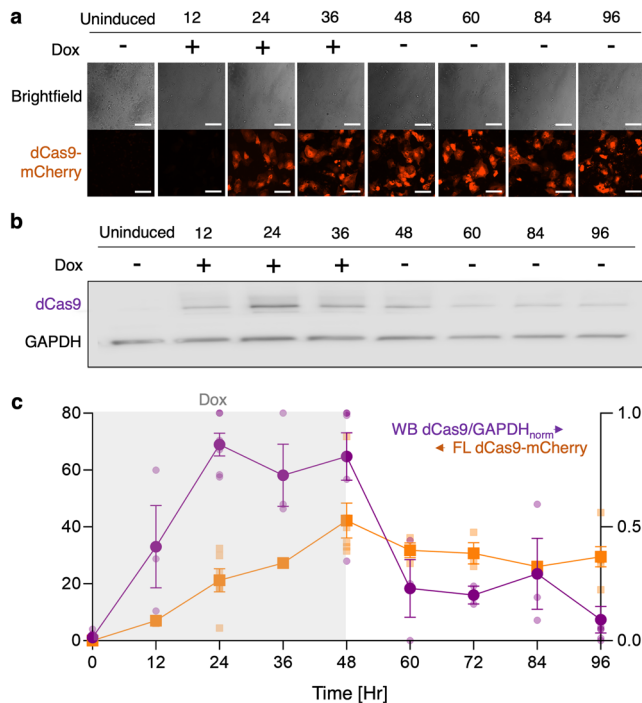 a
Uninduced 12 24 36 48 60 84 96
Dox - + + + - - - -
Brightfield
dCas9-
mCherry
b
Uninduced 12 24 36 48 60 84 96
Dox - + + + - - - -
dCas9
GAPDH
c
Dox
80 1.0
WB dCas9/GAPDHnorm
FL dCas9-mCherry
60
40 0.5
20
0 0.0
0 12 24 36 48 60 72 84 96
Time [Hr]